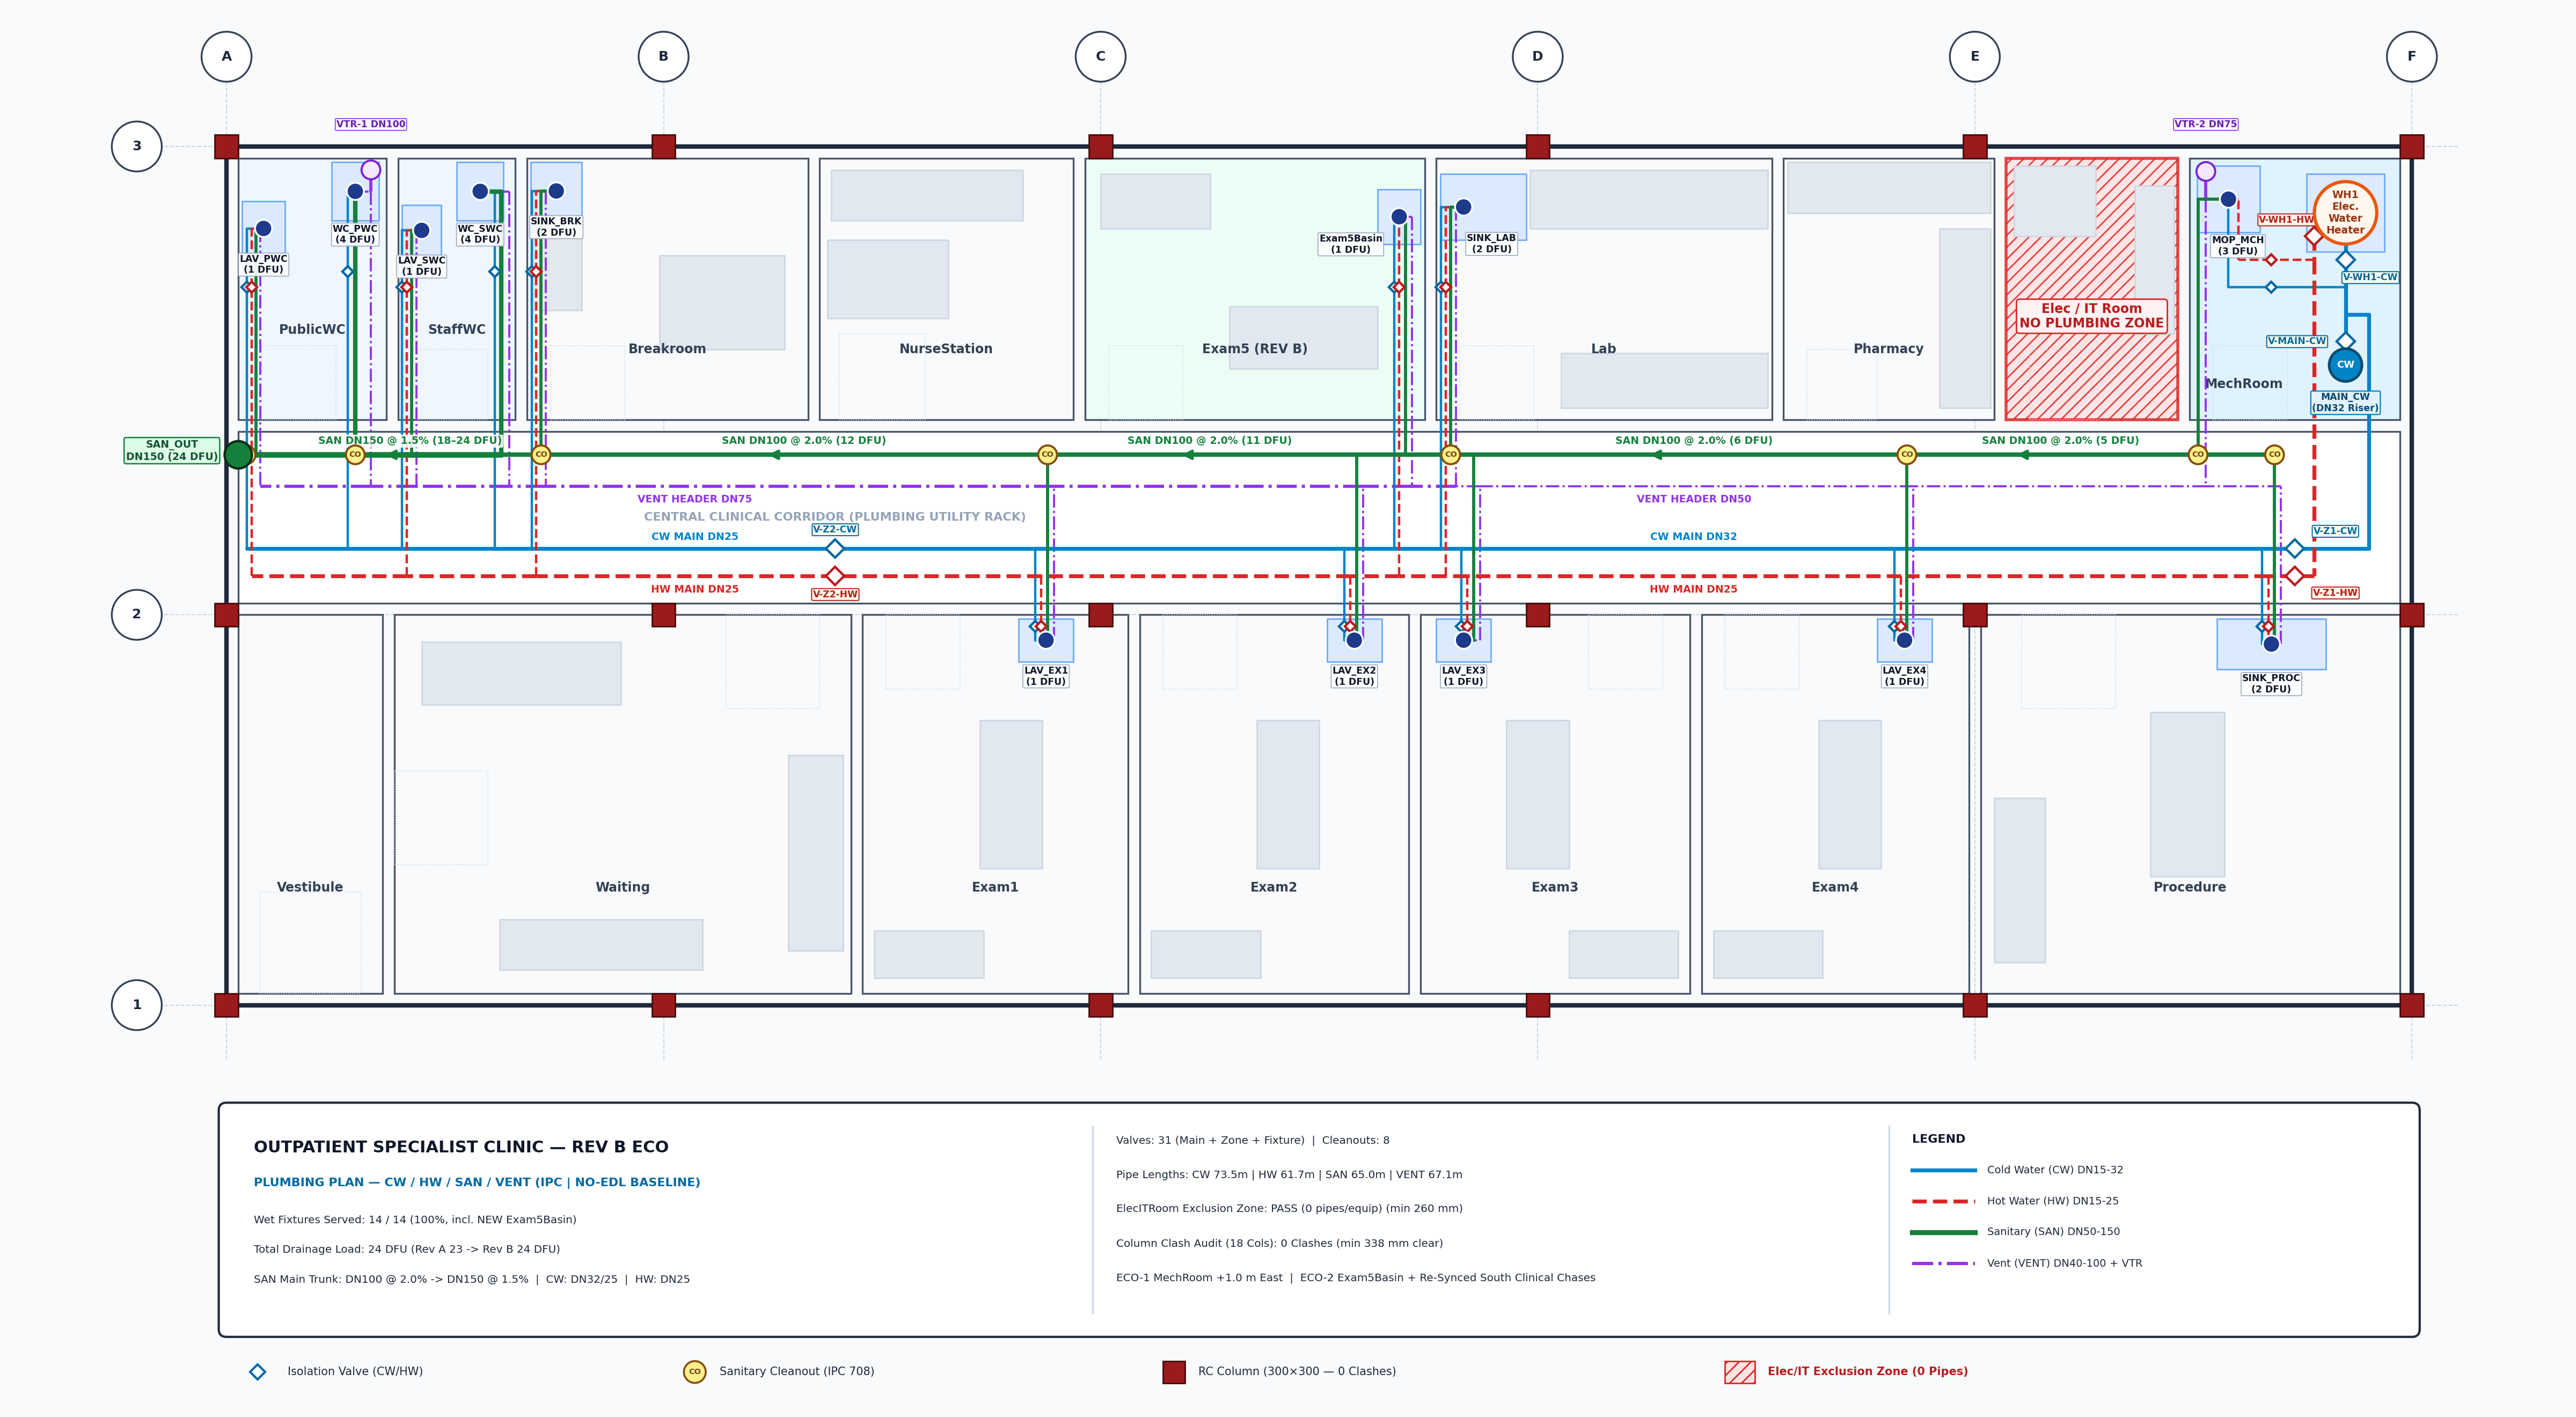 A
B
C
D
E
F
VTR-1 DN100
VTR-2 DN75
3
WH1
Elec.
Water
Heater
V-WH1-HW
WC_PWC
(4 DFU)
WC_SWC
(4 DFU)
SINK_BRK
(2 DFU)
Exam5Basin
(1 DFU)
SINK_LAB
(2 DFU)
MOP_MCH
(3 DFU)
LAV_PWC
(1 DFU)
LAV_SWC
(1 DFU)
V-WH1-CW
Elec / IT Room
NO PLUMBING ZONE
PublicWC
StaffWC
Breakroom
NurseStation
Exam5 (REV B)
Lab
Pharmacy
V-MAIN-CW
CW
MechRoom
MAIN_CW
(DN32 Riser)
SAN_OUT
DN150 (24 DFU)
SAN DN150 @ 1.5% (18–24 DFU)
SAN DN100 @ 2.0% (12 DFU)
SAN DN100 @ 2.0% (11 DFU)
SAN DN100 @ 2.0% (6 DFU)
SAN DN100 @ 2.0% (5 DFU)
CO
CO
CO
CO
CO
CO
CO
VENT HEADER DN75
VENT HEADER DN50
CENTRAL CLINICAL CORRIDOR (PLUMBING UTILITY RACK)
V-Z2-CW
V-Z1-CW
CW MAIN DN25
CW MAIN DN32
HW MAIN DN25
V-Z2-HW
HW MAIN DN25
V-Z1-HW
2
LAV_EX1
(1 DFU)
LAV_EX2
(1 DFU)
LAV_EX3
(1 DFU)
LAV_EX4
(1 DFU)
SINK_PROC
(2 DFU)
Vestibule
Waiting
Exam1
Exam2
Exam3
Exam4
Procedure
1
OUTPATIENT SPECIALIST CLINIC — REV B ECO
PLUMBING PLAN — CW / HW / SAN / VENT (IPC | NO-EDL BASELINE)
Wet Fixtures Served: 14 / 14 (100%, incl. NEW Exam5Basin)
Total Drainage Load: 24 DFU (Rev A 23 -> Rev B 24 DFU)
SAN Main Trunk: DN100 @ 2.0% -> DN150 @ 1.5% | CW: DN32/25 | HW: DN25
Valves: 31 (Main + Zone + Fixture) | Cleanouts: 8
Pipe Lengths: CW 73.5m | HW 61.7m | SAN 65.0m | VENT 67.1m
ElecITRoom Exclusion Zone: PASS (0 pipes/equip) (min 260 mm)
Column Clash Audit (18 Cols): 0 Clashes (min 338 mm clear)
ECO-1 MechRoom +1.0 m East | ECO-2 Exam5Basin + Re-Synced South Clinical Chases
LEGEND
Cold Water (CW) DN15-32
Hot Water (HW) DN15-25
Sanitary (SAN) DN50-150
Vent (VENT) DN40-100 + VTR
Isolation Valve (CW/HW)
CO
Sanitary Cleanout (IPC 708)
RC Column (300×300 — 0 Clashes)
Elec/IT Exclusion Zone (0 Pipes)